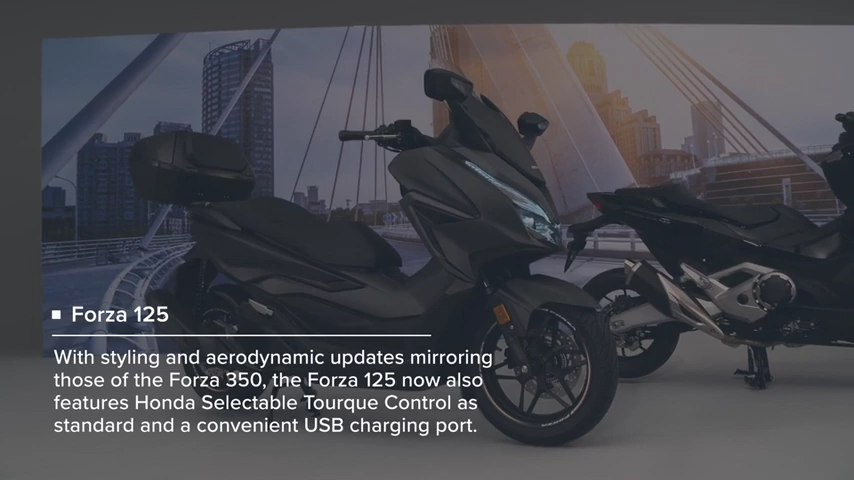 Forza 125
With styling and aerodynamic updates mirroring
those of the Forza 350, the Forza 125 now also
features Honda Selectable Tourque Control as
standard and a convenient USB charging port.